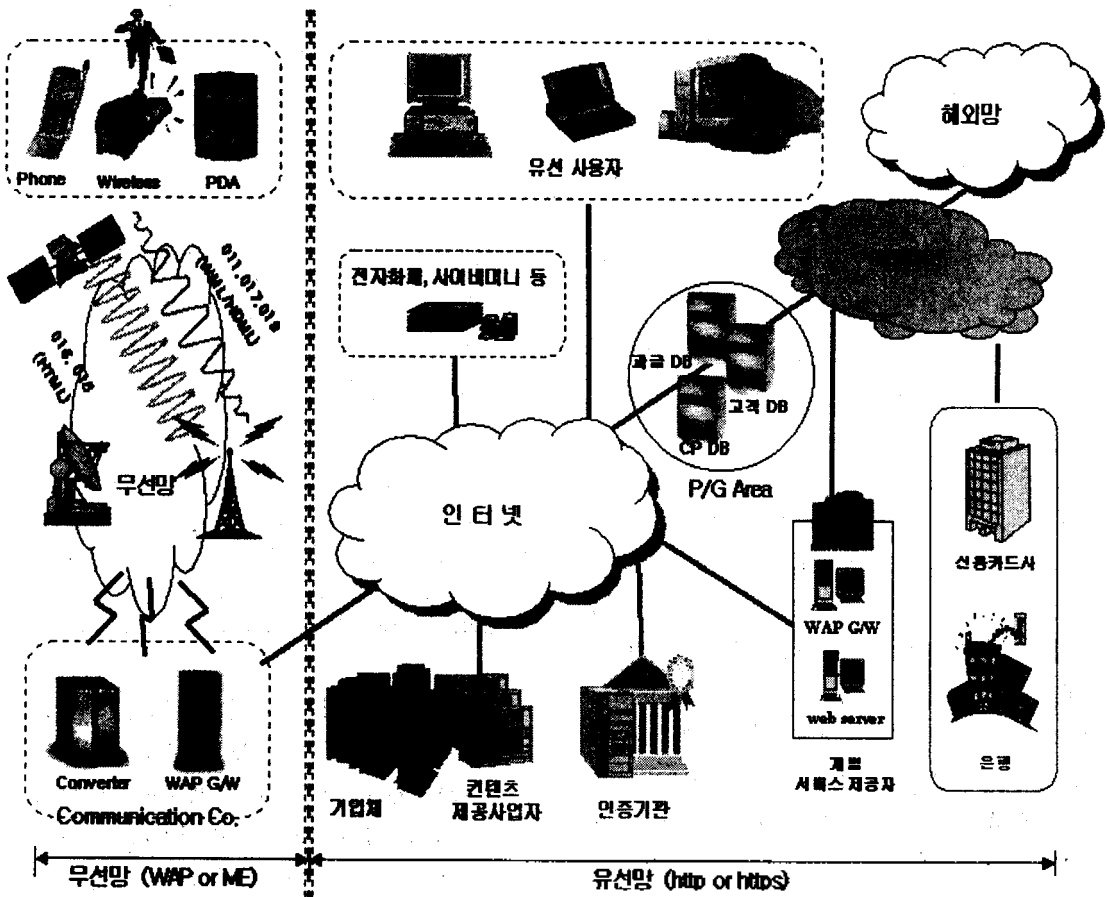 Phone
Wireless
PDA
유선 사용자
해외망
011,017,019
(WML/HDML)
016, 018
(HTML)
무선망
전자화폐, 사이버머니 등
과금 DB
고객 DB
CP DB
P/G Area
인터넷
신용카드사
WAP G/W
web server
은행
Converter
WAP G/W
Communication Co.
기업체
컨텐츠
제공사업자
인증기관
개별
서비스 제공자
무선망 (WAP or ME)
유선망 (http or https)